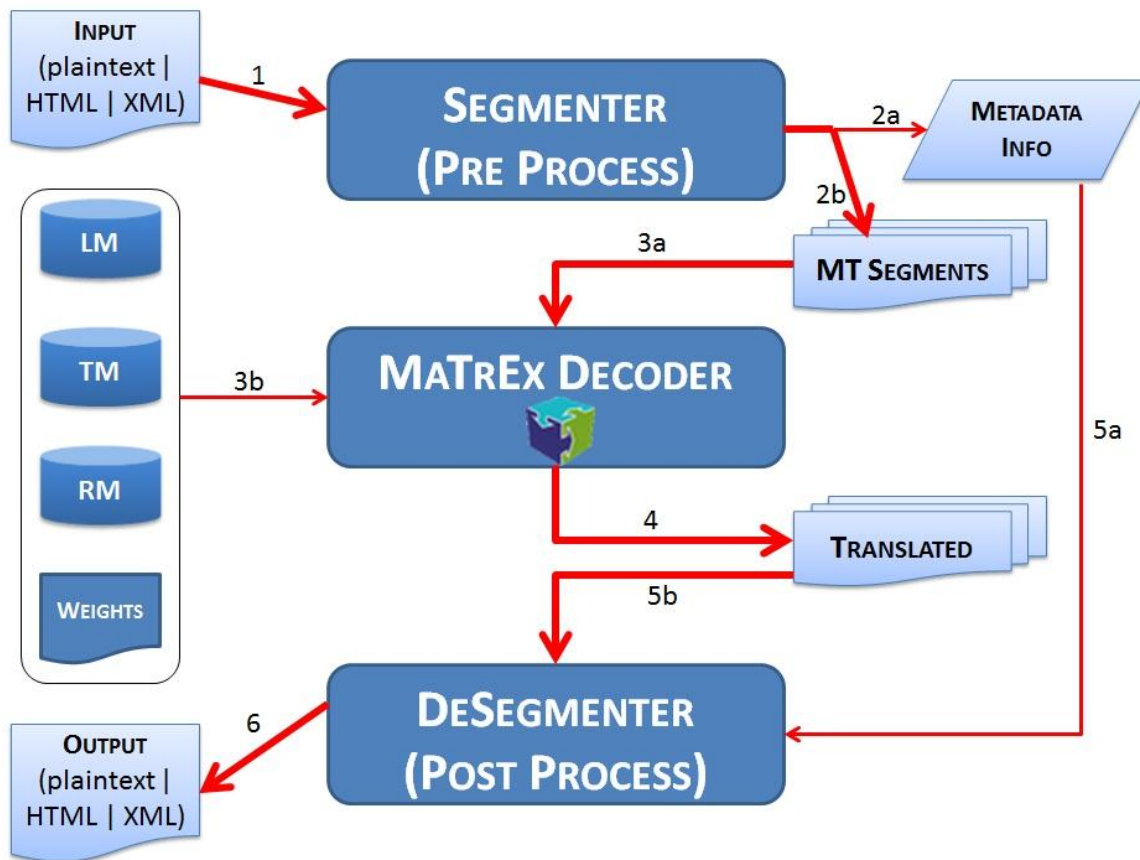 INPUT
(plaintext |
HTML | XML)
1
SEGMENTER
(PRE PROCESS)
2a
METADADA
INFO
2b
3a
MT SEGMENTS
LM
TM
RM
WEIGHTS
3b
MATREX DECODER
5a
4
TRANSLATED
5b
DESEGMENTER
(POST PROCESS)
6
OUTPUT
(plaintext |
HTML | XML)